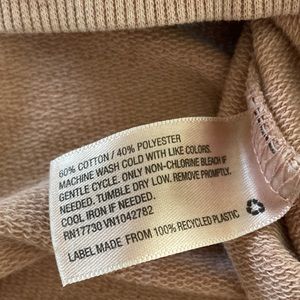 60% COTTON / 40% POLYESTER
MACHINE WASH COLD WITH LIKE COLORS.
GENTLE CYCLE. ONLY NON-CHLORINE BLEACH IF
NEEDED. TUMBLE DRY LOW. REMOVE PROMPTLY.
COOL IRON IF NEEDED.
RN17730 VN1042782
LABEL MADE FROM 100% RECYCLED PLASTIC